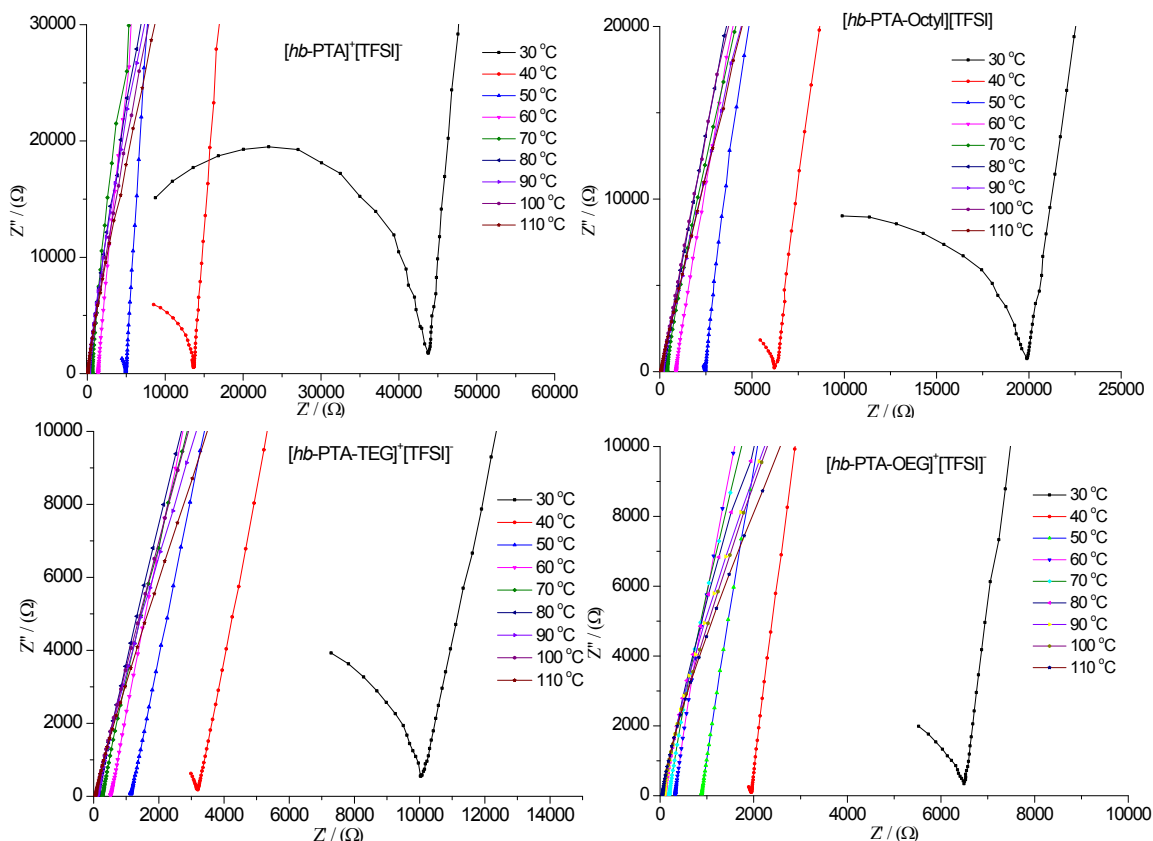 [hb-PTA]⁺[TFSI]⁻
30 °C
40 °C
50 °C
60 °C
70 °C
80 °C
90 °C
100 °C
110 °C
30000
20000
10000
0
Z'' / (Ω)
0 10000 20000 30000 40000 50000 60000
Z' / (Ω)
[hb-PTA-Octyl][TFSI]
30 °C
40 °C
50 °C
60 °C
70 °C
80 °C
90 °C
100 °C
110 °C
20000
15000
10000
5000
0
Z'' / (Ω)
0 5000 10000 15000 20000 25000
Z' / (Ω)
[hb-PTA-TEG]⁺[TFSI]⁻
30 °C
40 °C
50 °C
60 °C
70 °C
80 °C
90 °C
100 °C
110 °C
10000
8000
6000
4000
2000
0
Z'' / (Ω)
0 2000 4000 6000 8000 10000 12000 14000
Z' / (Ω)
[hb-PTA-OEG]⁺[TFSI]⁻
30 °C
40 °C
50 °C
60 °C
70 °C
80 °C
90 °C
100 °C
110 °C
10000
8000
6000
4000
2000
0
Z'' / (Ω)
0 2000 4000 6000 8000 10000
Z' / (Ω)